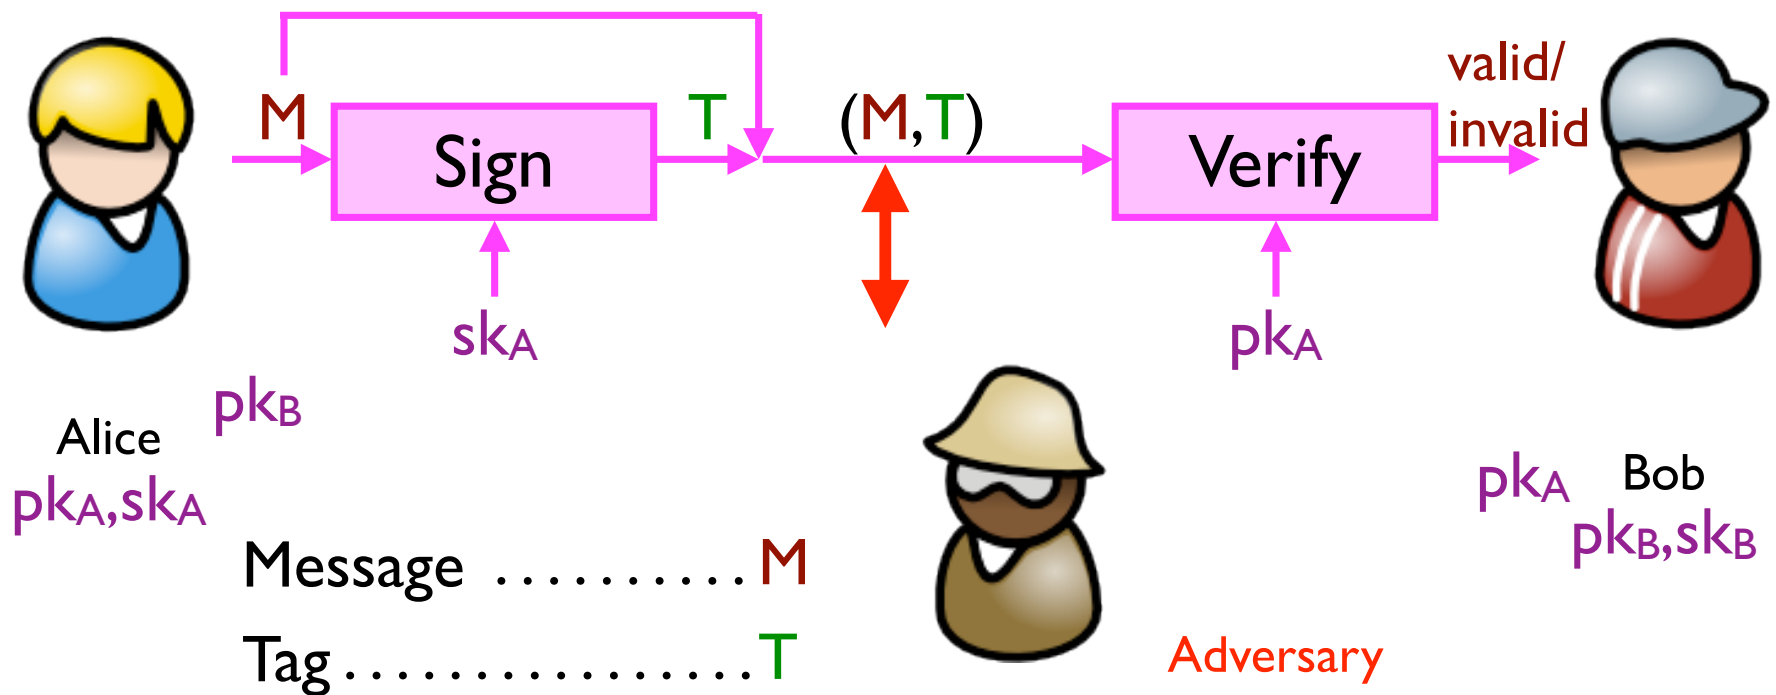 valid/
invalid
M
T
(M,T)
Sign
Verify
skA
pkA
pkB
Alice
pkA,skA
pkA
Bob
pkB,skB
Message .......... M
Tag ................ T
Adversary